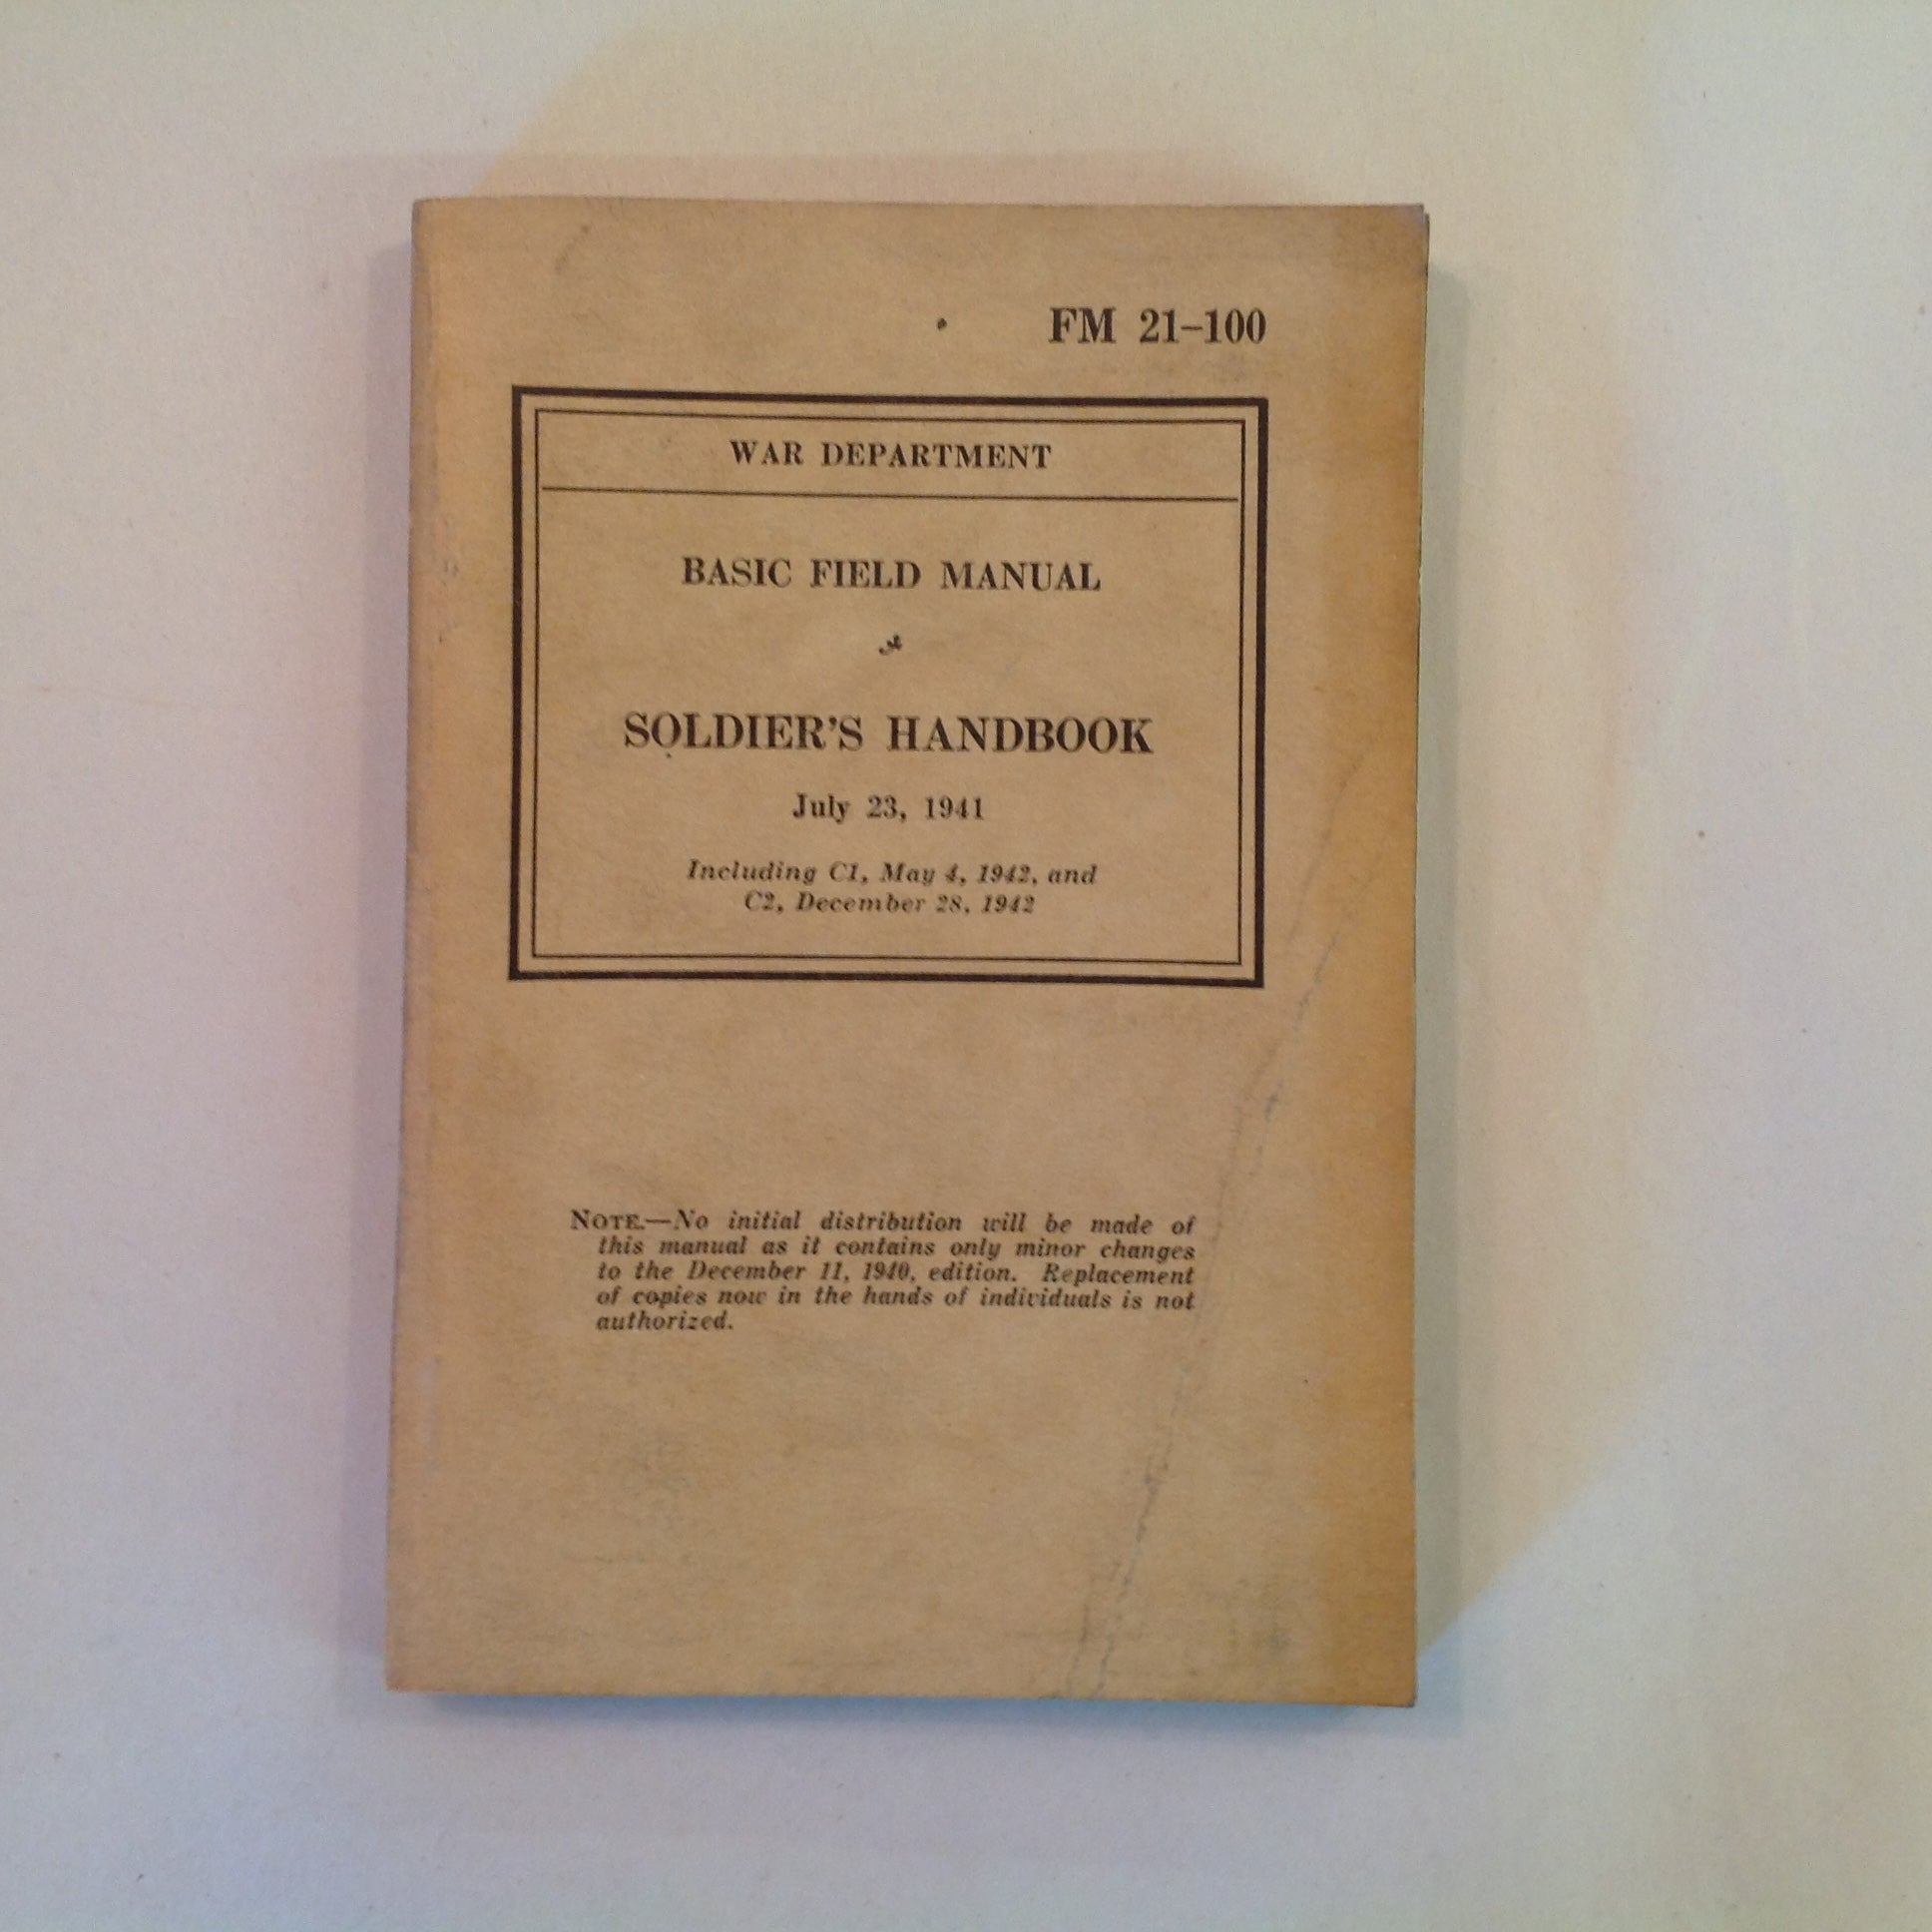 FM 21–100
WAR DEPARTMENT
BASIC FIELD MANUAL
SOLDIER'S HANDBOOK
July 23, 1941
Including C1, May 4, 1942, and
C2, December 28, 1942
NOTE.—No initial distribution will be made of
this manual as it contains only minor changes
to the December 11, 1940, edition. Replacement
of copies now in the hands of individuals is not
authorized.